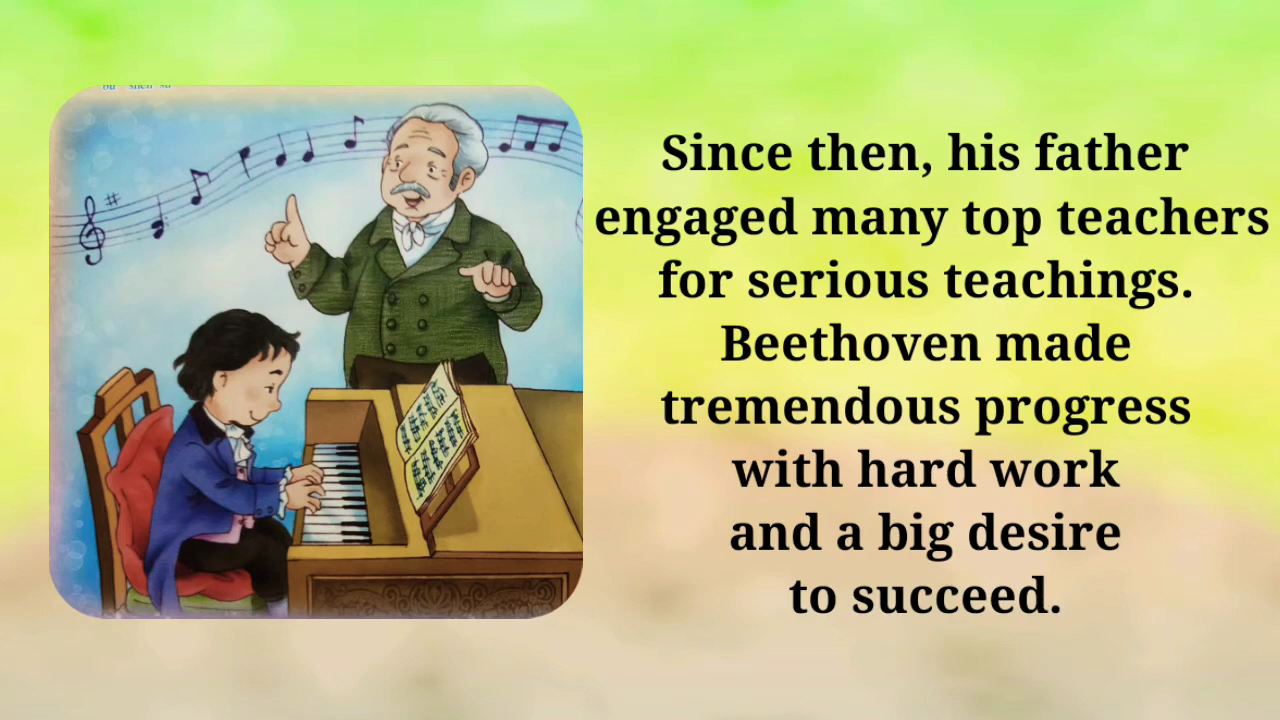 Since then, his father
engaged many top teachers
for serious teachings.
Beethoven made
tremendous progress
with hard work
and a big desire
to succeed.